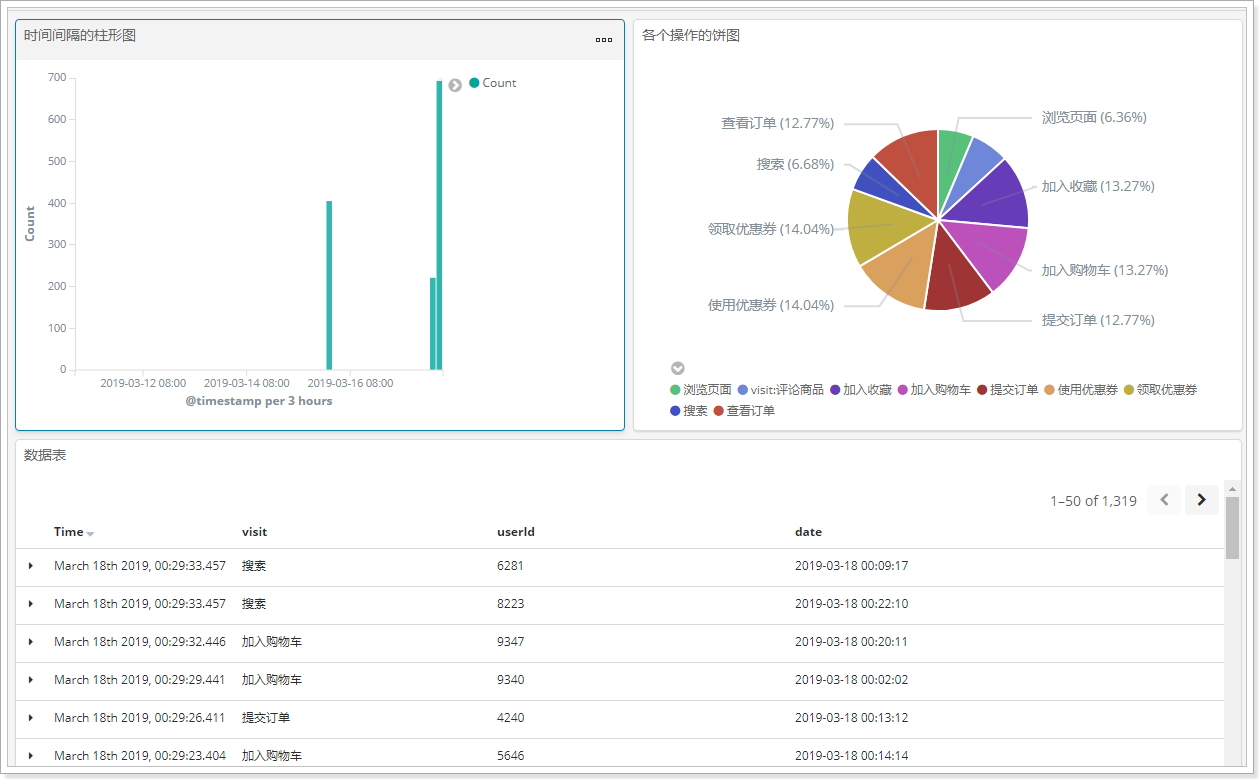 时间间隔的柱形图
700
600
500
400
300
200
100
0
Count
2019-03-12 08:00 2019-03-14 08:00 2019-03-16 08:00
@timestamp per 3 hours
Count
各个操作的饼图
查看订单 (12.77%)
搜索 (6.68%)
领取优惠券 (14.04%)
使用优惠券 (14.04%)
浏览页面 (6.36%)
加入收藏 (13.27%)
加入购物车 (13.27%)
提交订单 (12.77%)
浏览页面 visit:评论商品 加入收藏 加入购物车 提交订单 使用优惠券 领取优惠券
搜索 查看订单
数据表
1–50 of 1,319
Time visit userId date
March 18th 2019, 00:29:33.457 搜索 6281 2019-03-18 00:09:17
March 18th 2019, 00:29:33.457 搜索 8223 2019-03-18 00:22:10
March 18th 2019, 00:29:32.446 加入购物车 9347 2019-03-18 00:20:11
March 18th 2019, 00:29:29.441 加入购物车 9340 2019-03-18 00:02:02
March 18th 2019, 00:29:26.411 提交订单 4240 2019-03-18 00:13:12
March 18th 2019, 00:29:23.404 加入购物车 5646 2019-03-18 00:14:14